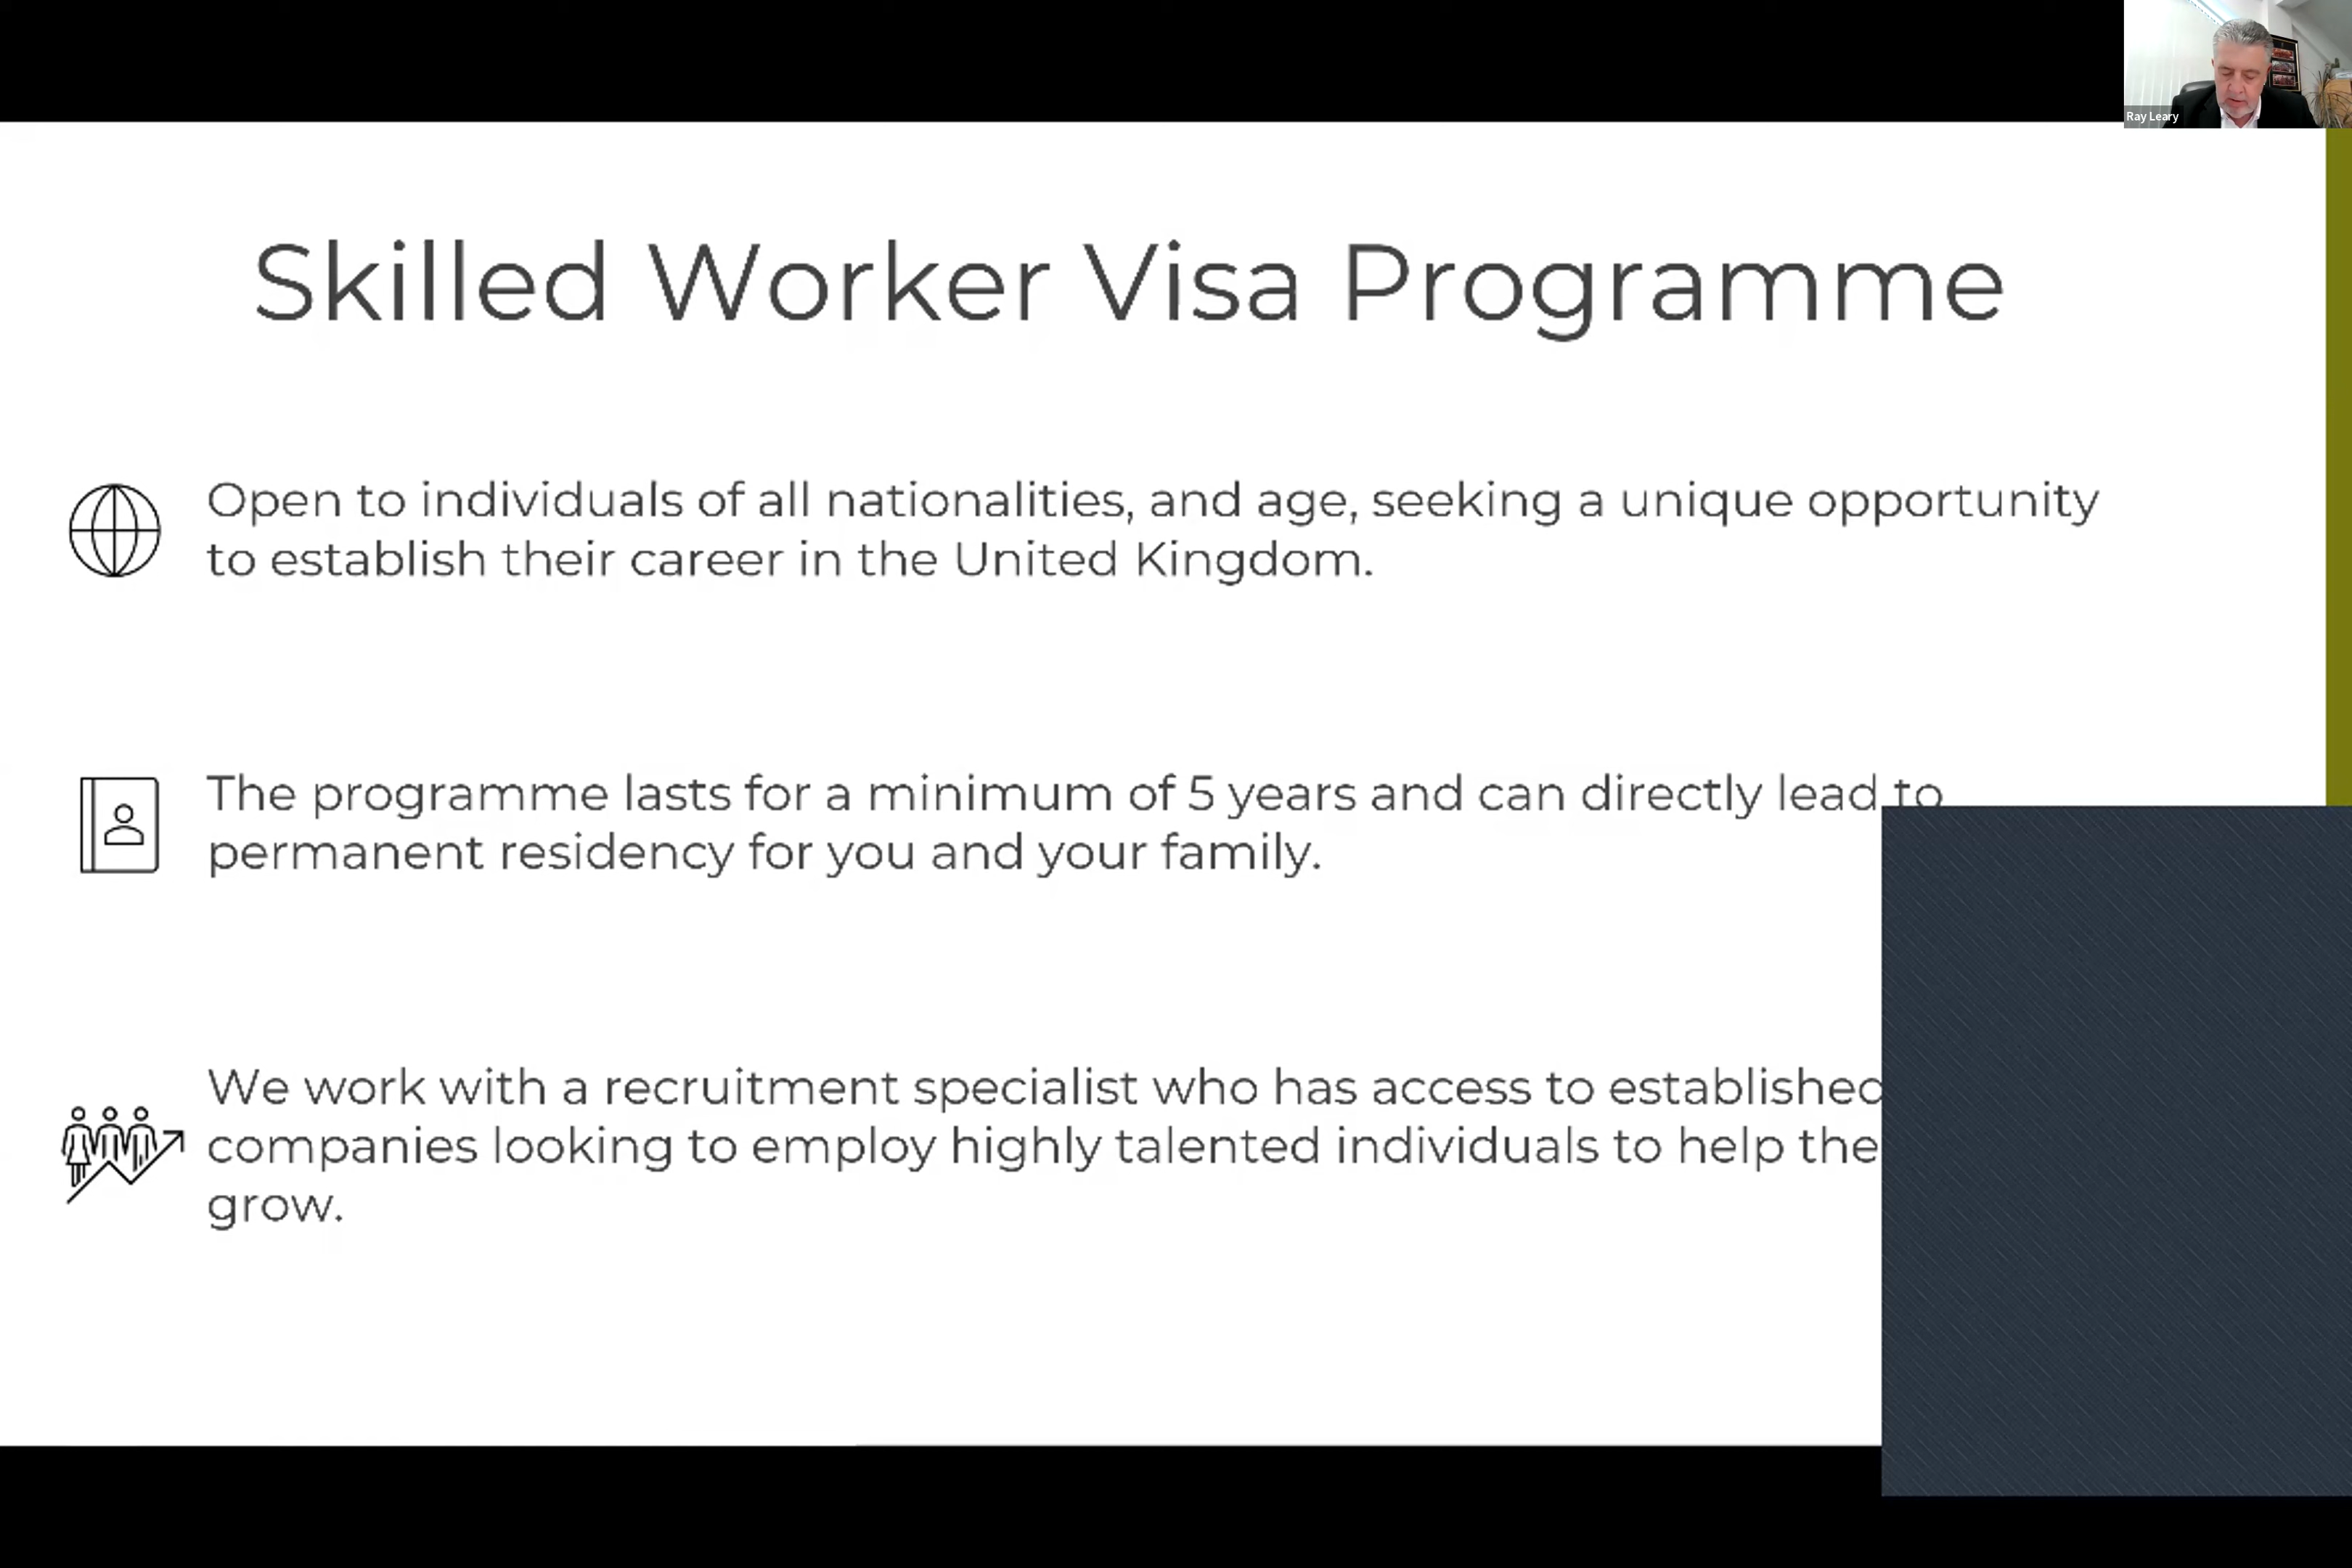 Ray Leary
Skilled Worker Visa Programme
Open to individuals of all nationalities, and age, seeking a unique opportunity
to establish their career in the United Kingdom.
The programme lasts for a minimum of 5 years and can directly lead to
permanent residency for you and your family.
We work with a recruitment specialist who has access to established
companies looking to employ highly talented individuals to help the
grow.